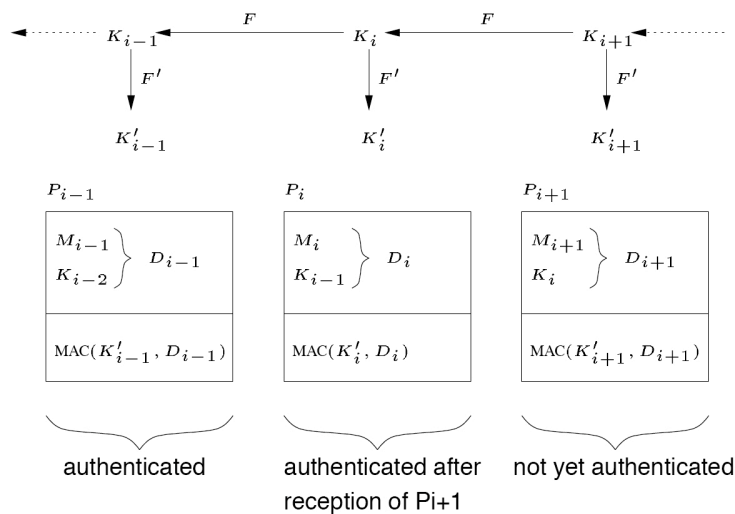 F F
K_{i-1} K_i K_{i+1}
F′ F′ F′
K′_{i-1} K′_i K′_{i+1}
P_{i-1} P_i P_{i+1}
M_{i-1} M_i M_{i+1}
D_{i-1} D_i D_{i+1}
K_{i-2} K_{i-1} K_i
MAC(K′_{i-1}, D_{i-1}) MAC(K′_i, D_i) MAC(K′_{i+1}, D_{i+1})
authenticated authenticated after not yet authenticated
reception of Pi+1